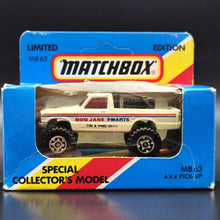 LIMITED EDITION
MB 63
MATCHBOX
BOB JANE T-MARTS
SPECIAL MB 63
COLLECTOR'S MODEL 4×4 PICK-UP